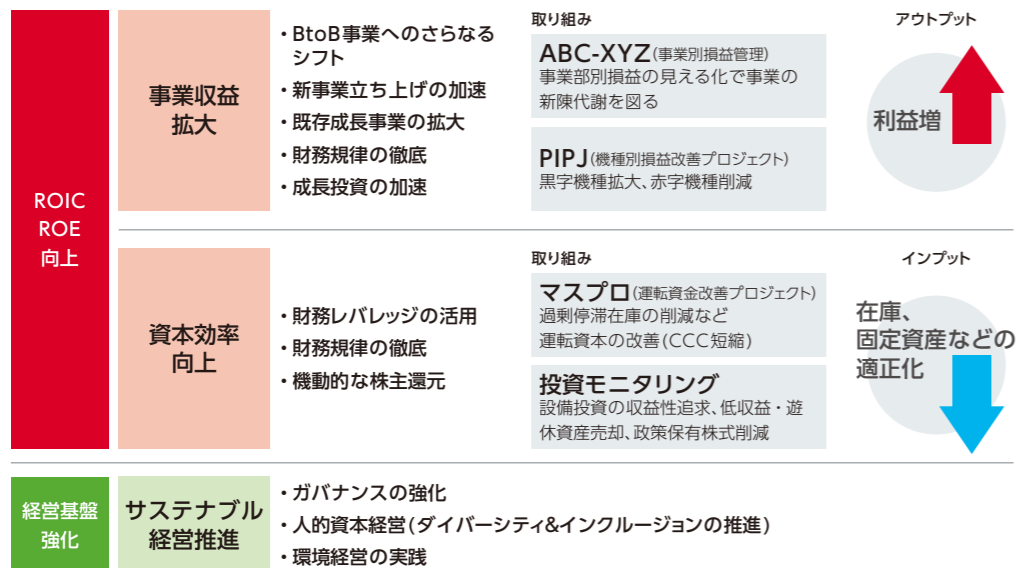 ROIC
ROE
向上
事業収益
拡大
・BtoB事業へのさらなる
シフト
・新事業立ち上げの加速
・既存成長事業の拡大
・財務規律の徹底
・成長投資の加速
取り組み
ABC-XYZ(事業別損益管理)
事業部別損益の見える化で事業の
新陳代謝を図る
PIPJ(機種別損益改善プロジェクト)
黒字機種拡大、赤字機種削減
アウトプット
利益増
資本効率
向上
・財務レバレッジの活用
・財務規律の徹底
・機動的な株主還元
取り組み
マスプロ(運転資金改善プロジェクト)
過剰停滞在庫の削減など
運転資本の改善(CCC短縮)
投資モニタリング
設備投資の収益性追求、低収益・遊
休資産売却、政策保有株式削減
インプット
在庫、
固定資産などの
適正化
経営基盤
強化
サステナブル
経営推進
・ガバナンスの強化
・人的資本経営(ダイバーシティ&インクルージョンの推進)
・環境経営の実践